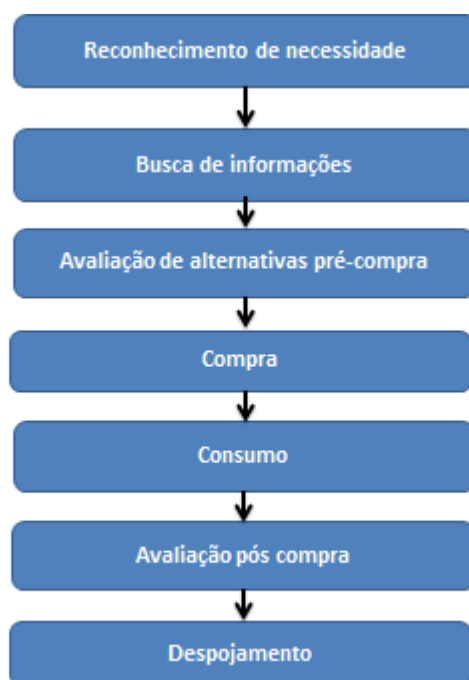 Reconhecimento de necessidade
Busca de informações
Avaliação de alternativas pré-compra
Compra
Consumo
Avaliação pós compra
Despojamento